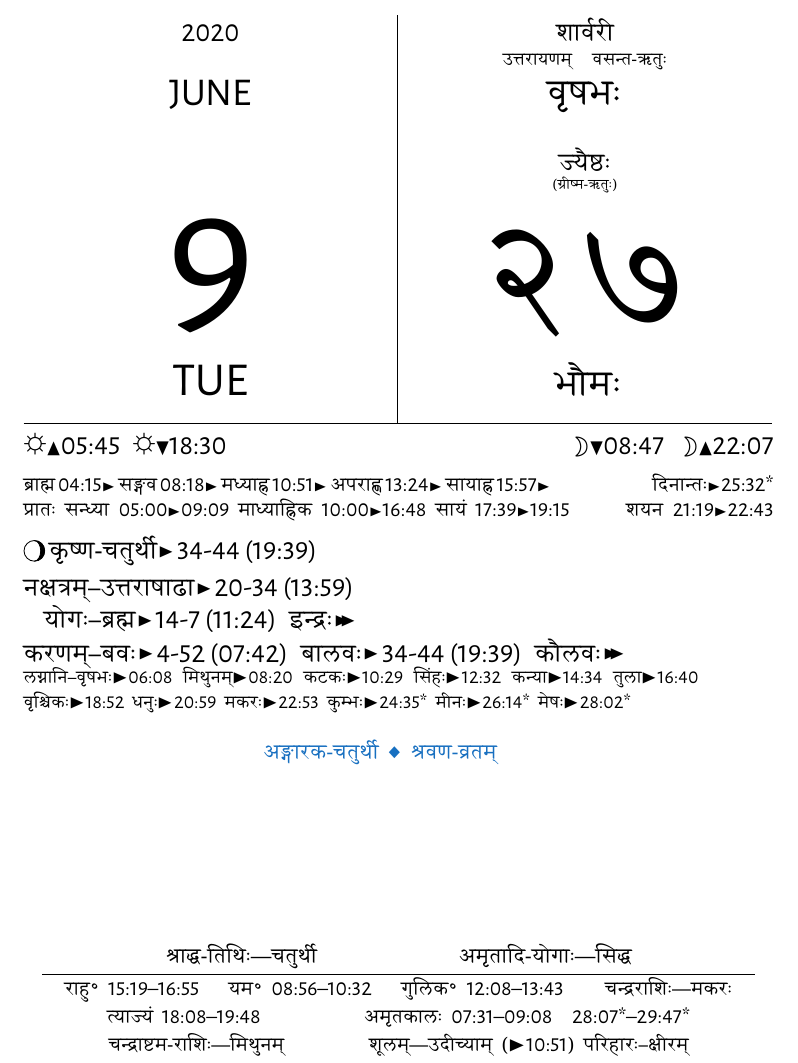 2020
JUNE
9
TUE
शार्वरी
उत्तरायणम् वसन्त-ऋतुः
वृषभः
ज्यैष्ठः
(ग्रीष्म-ऋतुः)
२७
भौमः
☼▲05:45 ☼▼18:30 ☽▼08:47 ☽▲22:07
ब्राह्म 04:15► सङ्गव 08:18► मध्याह्न 10:51► अपराह्ण 13:24► सायाह्न 15:57► दिनान्तः►25:32*
प्रातः सन्ध्या 05:00►09:09 माध्याह्निक 10:00►16:48 सायं 17:39►19:15 शयन 21:19►22:43
कृष्ण-चतुर्थी► 34-44 (19:39)
नक्षत्रम्–उत्तराषाढा► 20-34 (13:59)
योगः–ब्रह्म► 14-7 (11:24) इन्द्रः►►
करणम्–बवः► 4-52 (07:42) बालवः► 34-44 (19:39) कौलवः►►
लग्नानि–वृषभः►06:08 मिथुनम्►08:20 कटकः►10:29 सिंहः►12:32 कन्या►14:34 तुला►16:40
वृश्चिकः►18:52 धनुः►20:59 मकरः►22:53 कुम्भः►24:35* मीनः►26:14* मेषः►28:02*
अङ्गारक-चतुर्थी ◆ श्रवण-व्रतम्
श्राद्ध-तिथिः—चतुर्थी अमृतादि-योगाः—सिद्ध
राहु° 15:19–16:55 यम° 08:56–10:32 गुलिक° 12:08–13:43 चन्द्रराशिः—मकरः
त्याज्यं 18:08–19:48 अमृतकालः 07:31–09:08 28:07*–29:47*
चन्द्राष्टम-राशिः—मिथुनम् शूलम्—उदीच्याम् (►10:51) परिहारः–क्षीरम्